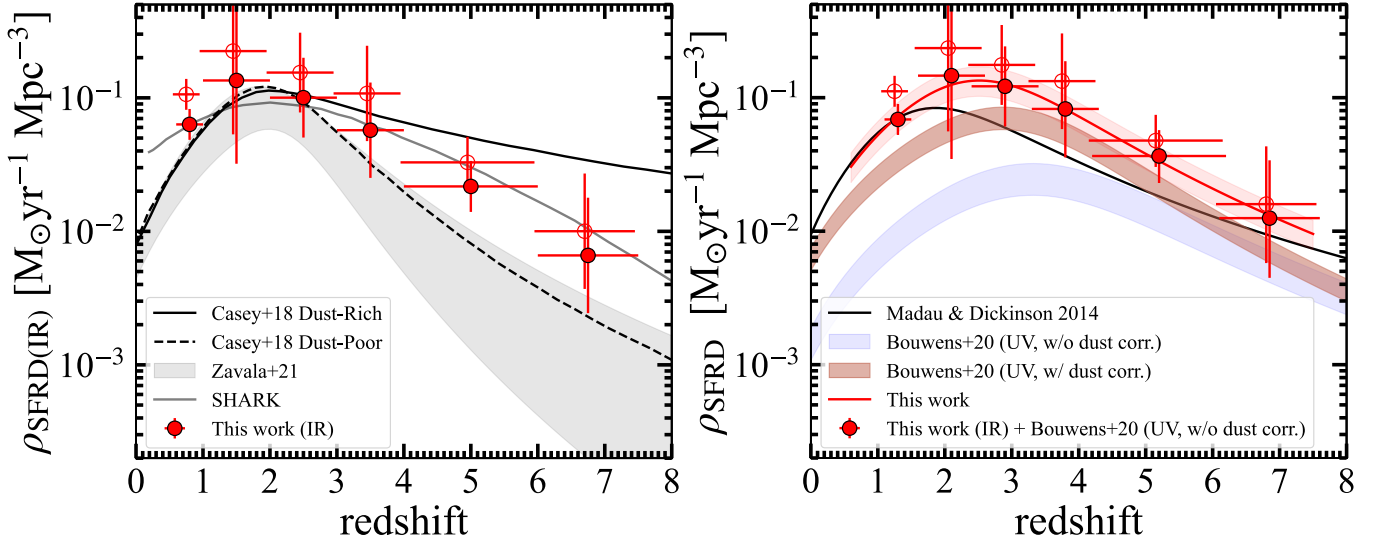 ρSFRD(IR) [M⊙yr−1 Mpc−3]
10−1
10−2
10−3
Casey+18 Dust-Rich
Casey+18 Dust-Poor
Zavala+21
SHARK
This work (IR)
0 1 2 3 4 5 6 7 8
redshift
ρSFRD [M⊙yr−1 Mpc−3]
10−1
10−2
10−3
Madau & Dickinson 2014
Bouwens+20 (UV, w/o dust corr.)
Bouwens+20 (UV, w/ dust corr.)
This work
This work (IR) + Bouwens+20 (UV, w/o dust corr.)
0 1 2 3 4 5 6 7 8
redshift